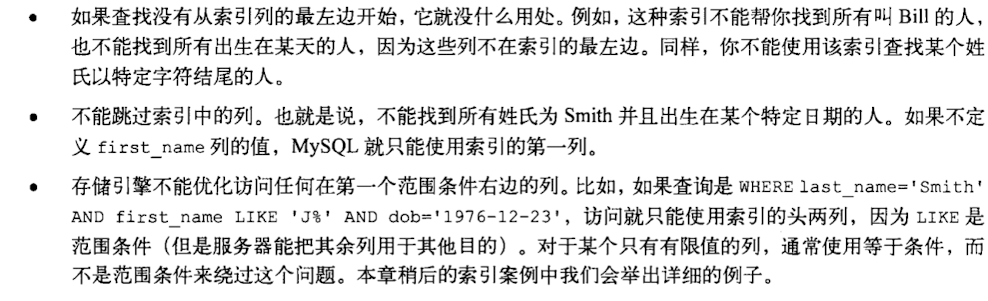 • 如果查找没有从索引列的最左边开始，它就没什么用处。例如，这种索引不能帮你找到所有叫 Bill 的人，
也不能找到所有出生在某天的人，因为这些列不在索引的最左边。同样，你不能使用该索引查找某个姓
氏以特定字符结尾的人。
• 不能跳过索引中的列。也就是说，不能找到所有姓氏为 Smith 并且出生在某个特定日期的人。如果不定
义 first_name 列的值，MySQL 就只能使用索引的第一列。
• 存储引擎不能优化访问任何在第一个范围条件右边的列。比如，如果查询是 WHERE last_name='Smith'
AND first_name LIKE 'J%' AND dob='1976-12-23'，访问就只能使用索引的头两列，因为 LIKE 是
范围条件（但是服务器能把其余列用于其他目的）。对于某个只有有限值的列，通常使用等于条件，而
不是范围条件来绕过这个问题。本章稍后的索引案例中我们会举出详细的例子。